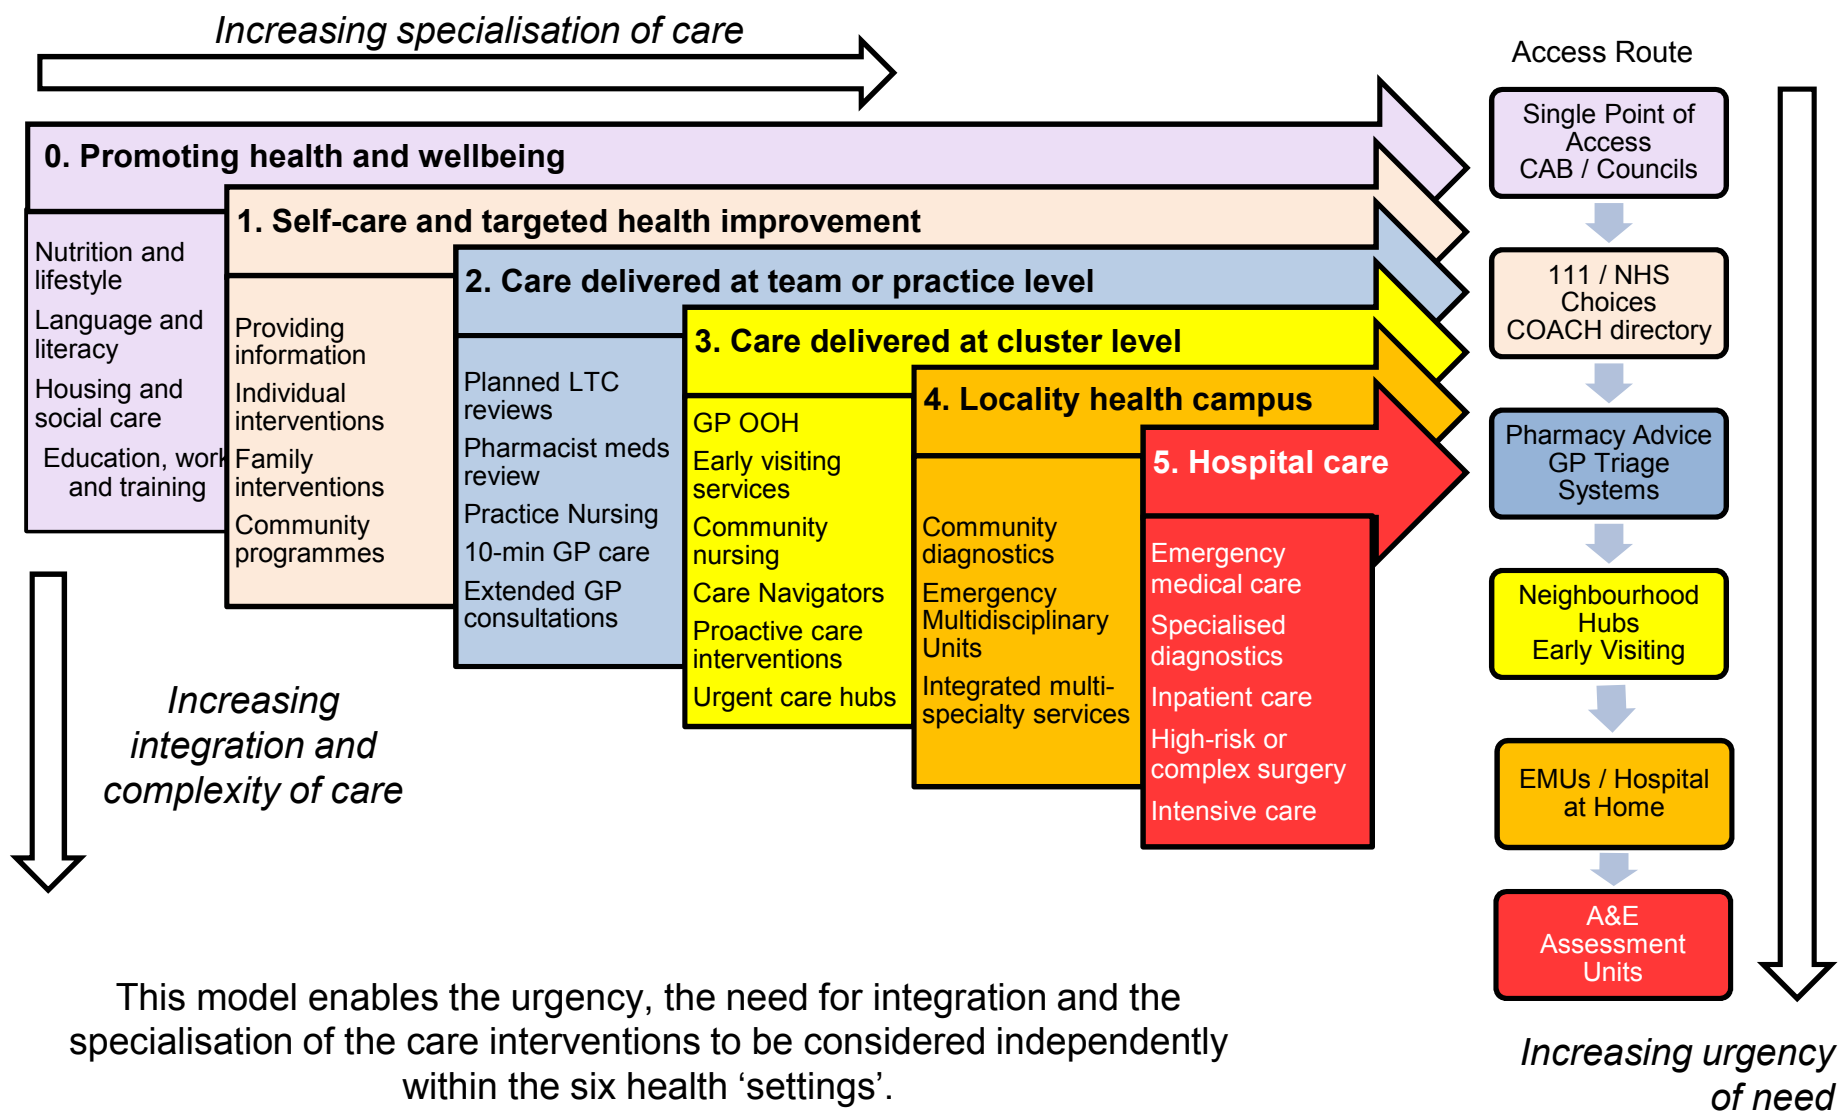 Increasing specialisation of care
0. Promoting health and wellbeing
Nutrition and
lifestyle
Language and
literacy
Housing and
social care
Education, work
and training
1. Self-care and targeted health improvement
Providing
information
Individual
interventions
Family
interventions
Community
programmes
2. Care delivered at team or practice level
Planned LTC
reviews
Pharmacist meds
review
Practice Nursing
10-min GP care
Extended GP
consultations
3. Care delivered at cluster level
GP OOH
Early visiting
services
Community
nursing
Care Navigators
Proactive care
interventions
Urgent care hubs
4. Locality health campus
Community
diagnostics
Emergency
Multidisciplinary
Units
Integrated multi-
specialty services
5. Hospital care
Emergency
medical care
Specialised
diagnostics
Inpatient care
High-risk or
complex surgery
Intensive care
Access Route
Single Point of
Access
CAB / Councils
111 / NHS
Choices
COACH directory
Pharmacy Advice
GP Triage
Systems
Neighbourhood
Hubs
Early Visiting
EMUs / Hospital
at Home
A&E
Assessment
Units
Increasing urgency
of need
Increasing
integration and
complexity of care
This model enables the urgency, the need for integration and the
specialisation of the care interventions to be considered independently
within the six health ‘settings’.